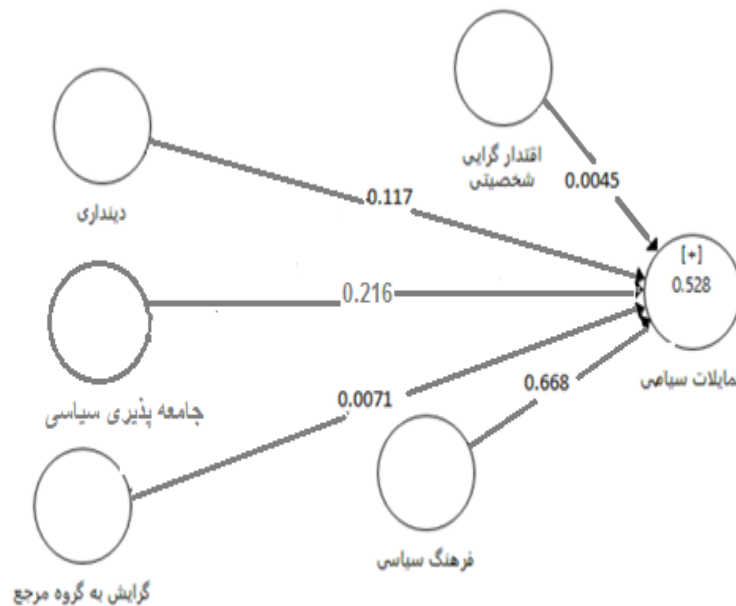 اقتدار گرایی
شخصیتی
0.0045
دینداری
0.117
[+]
0.528
تمایلات سیاسی
0.216
جامعه پذیری سیاسی
0.0071
0.668
فرهنگ سیاسی
گرایش به گروه مرجع